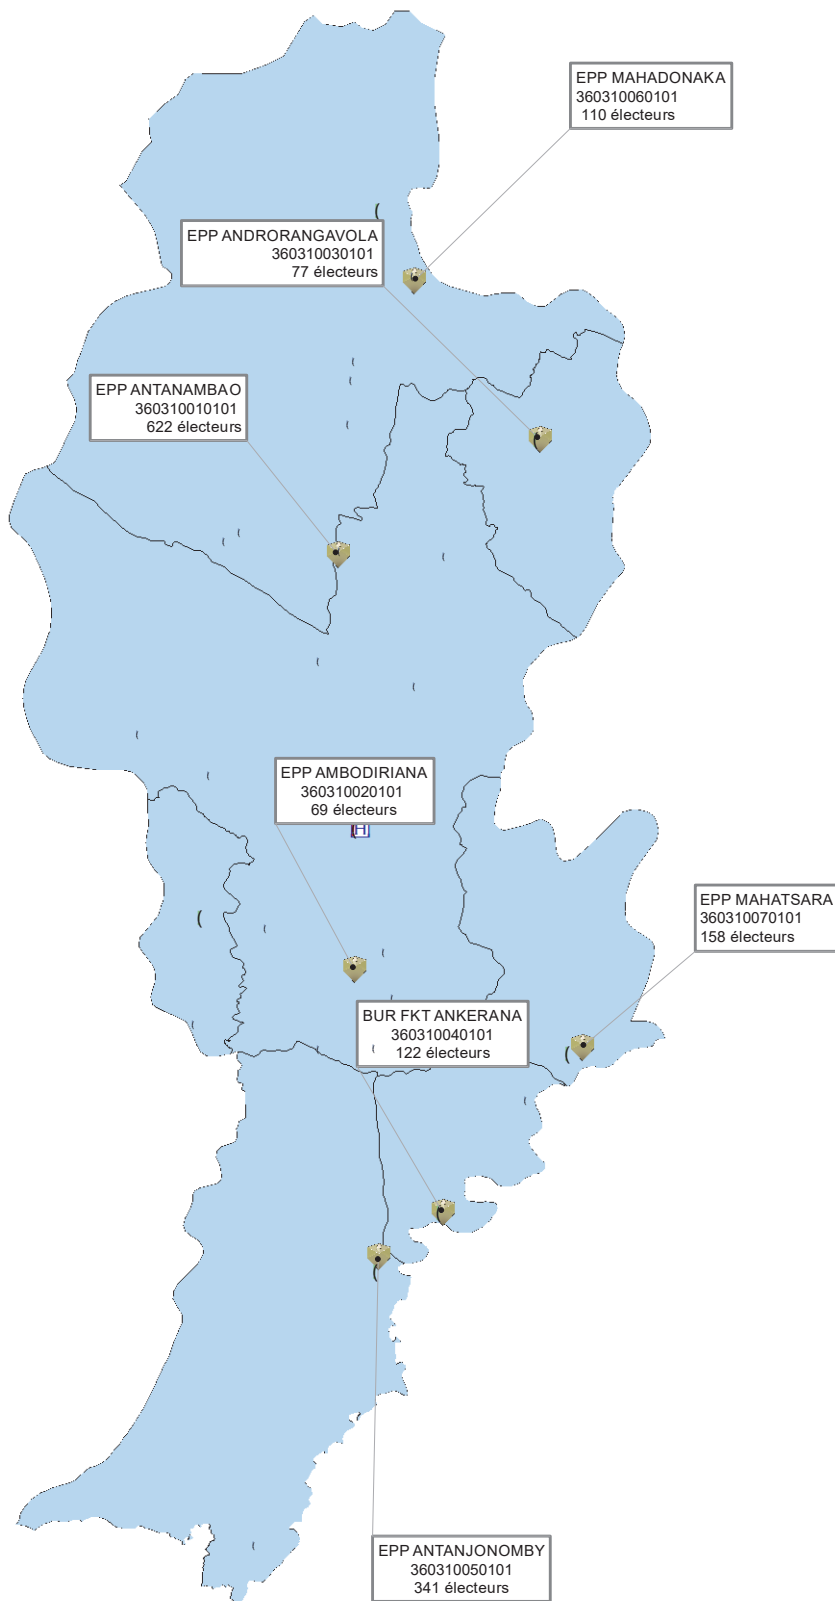 EPP MAHADONAKA
360310060101
110 électeurs
EPP ANDRORANGAVOLA
360310030101
77 électeurs
EPP ANTANAMBAO
360310010101
622 électeurs
EPP AMBODIRIANA
360310020101
69 électeurs
H
EPP MAHATSARA
360310070101
158 électeurs
BUR FKT ANKERANA
360310040101
122 électeurs
EPP ANTANJONOMBY
360310050101
341 électeurs